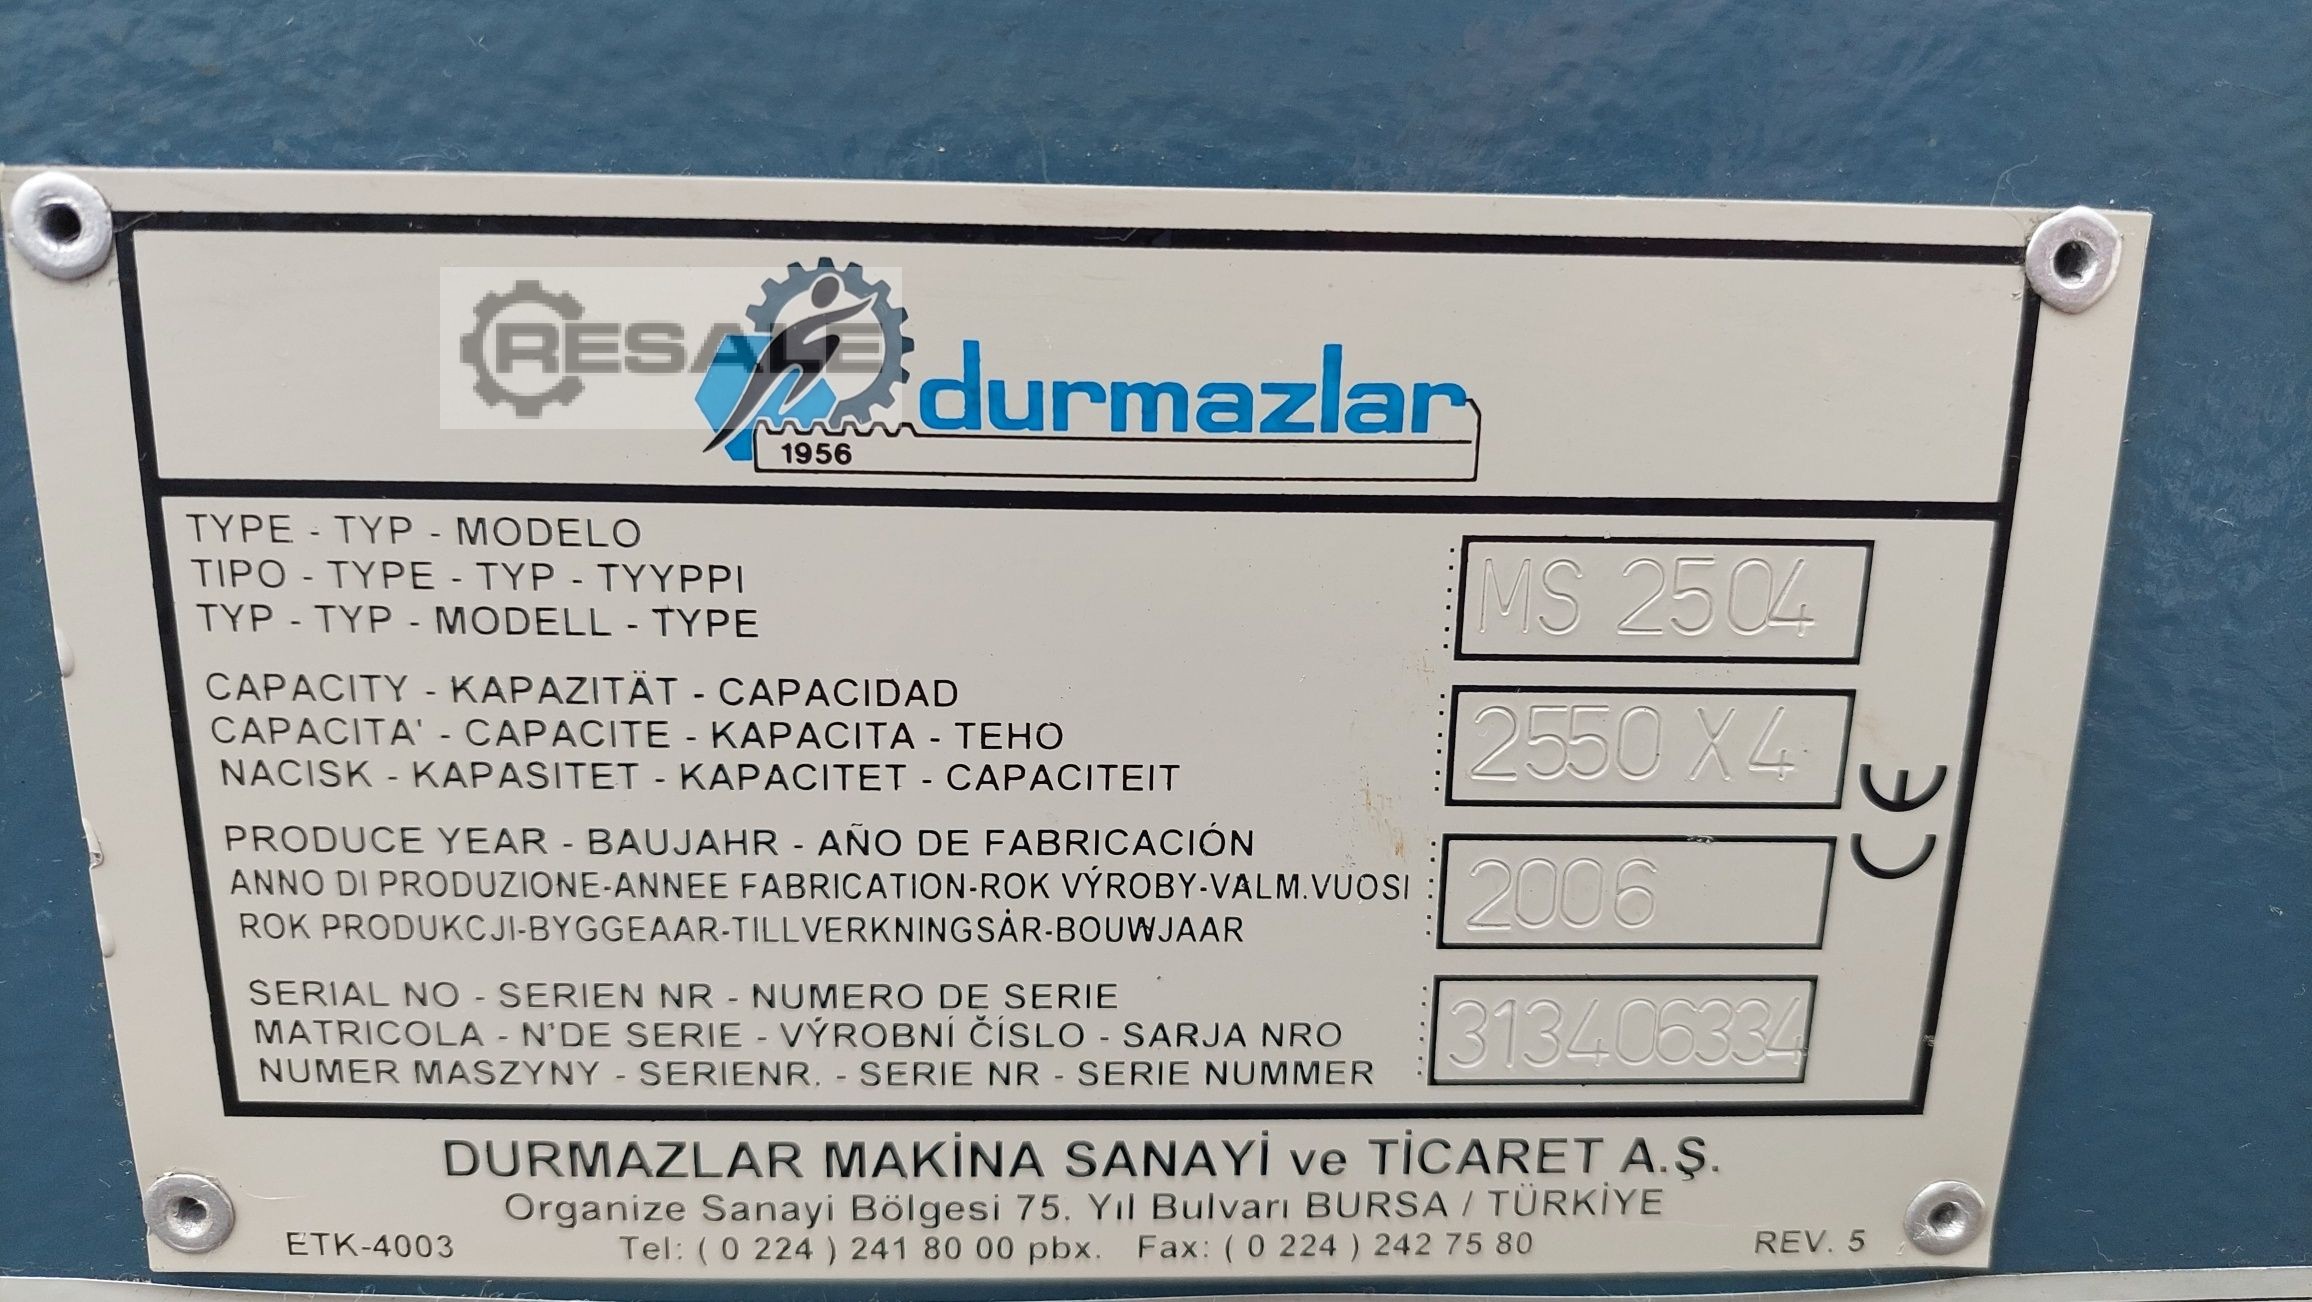 RESALE
durmazlar
1956
TYPE - TYP - MODELO
TIPO - TYPE - TYP - TYYPPI
TYP - TYP - MODELL - TYPE
MS 2504
CAPACITY - KAPAZITÄT - CAPACIDAD
CAPACITA' - CAPACITE - KAPACITA - TEHO
NACISK - KAPASITET - KAPACITET - CAPACITEIT
2550 X 4
CE
PRODUCE YEAR - BAUJAHR - AÑO DE FABRICACIÓN
ANNO DI PRODUZIONE-ANNEE FABRICATION-ROK VÝROBY-VALM.VUOSI
ROK PRODUKCJI-BYGGEAAR-TILLVERKNINGSÅR-BOUWJAAR
2006
SERIAL NO - SERIEN NR - NUMERO DE SERIE
MATRICOLA - N'DE SERIE - VÝROBNÍ ČÍSLO - SARJA NRO
NUMER MASZYNY - SERIENR. - SERIE NR - SERIE NUMMER
313406334
DURMAZLAR MAKİNA SANAYİ ve TİCARET A.Ş.
Organize Sanayi Bölgesi 75. Yıl Bulvarı BURSA / TÜRKİYE
ETK-4003 Tel: ( 0 224 ) 241 80 00 pbx. Fax: ( 0 224 ) 242 75 80 REV. 5